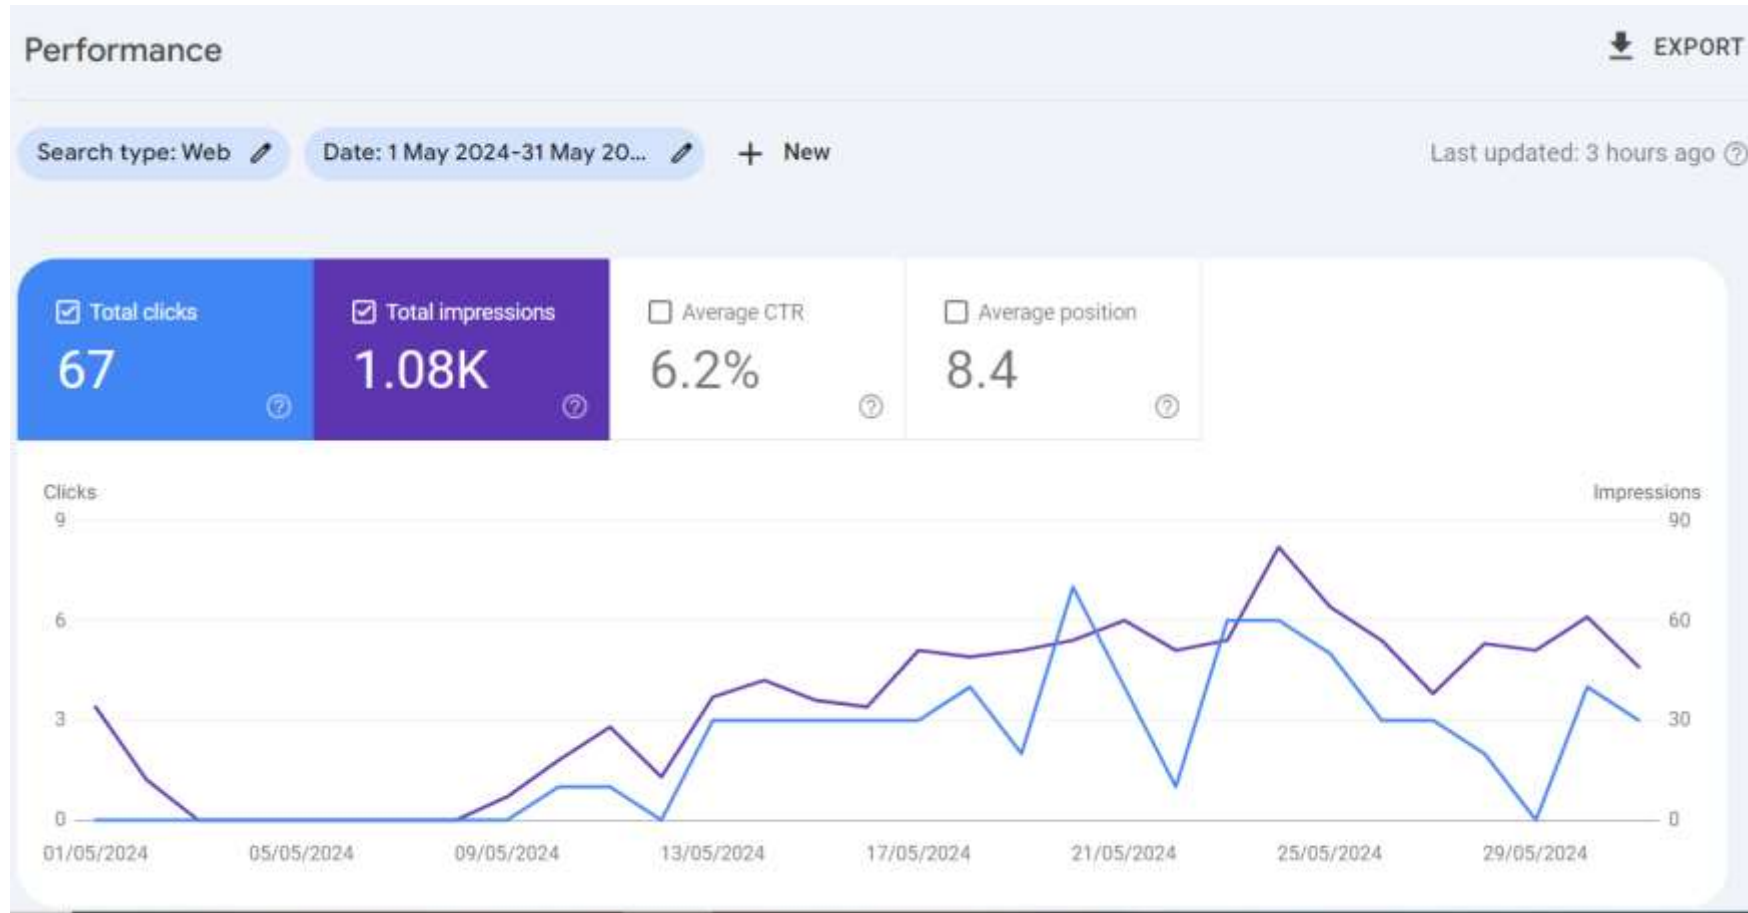 Performance
EXPORT
Search type: Web
Date: 1 May 2024-31 May 20...
+ New
Last updated: 3 hours ago
Total clicks
67
Total impressions
1.08K
Average CTR
6.2%
Average position
8.4
Clicks
Impressions
9
90
6
60
3
30
0
0
01/05/2024 05/05/2024 09/05/2024 13/05/2024 17/05/2024 21/05/2024 25/05/2024 29/05/2024